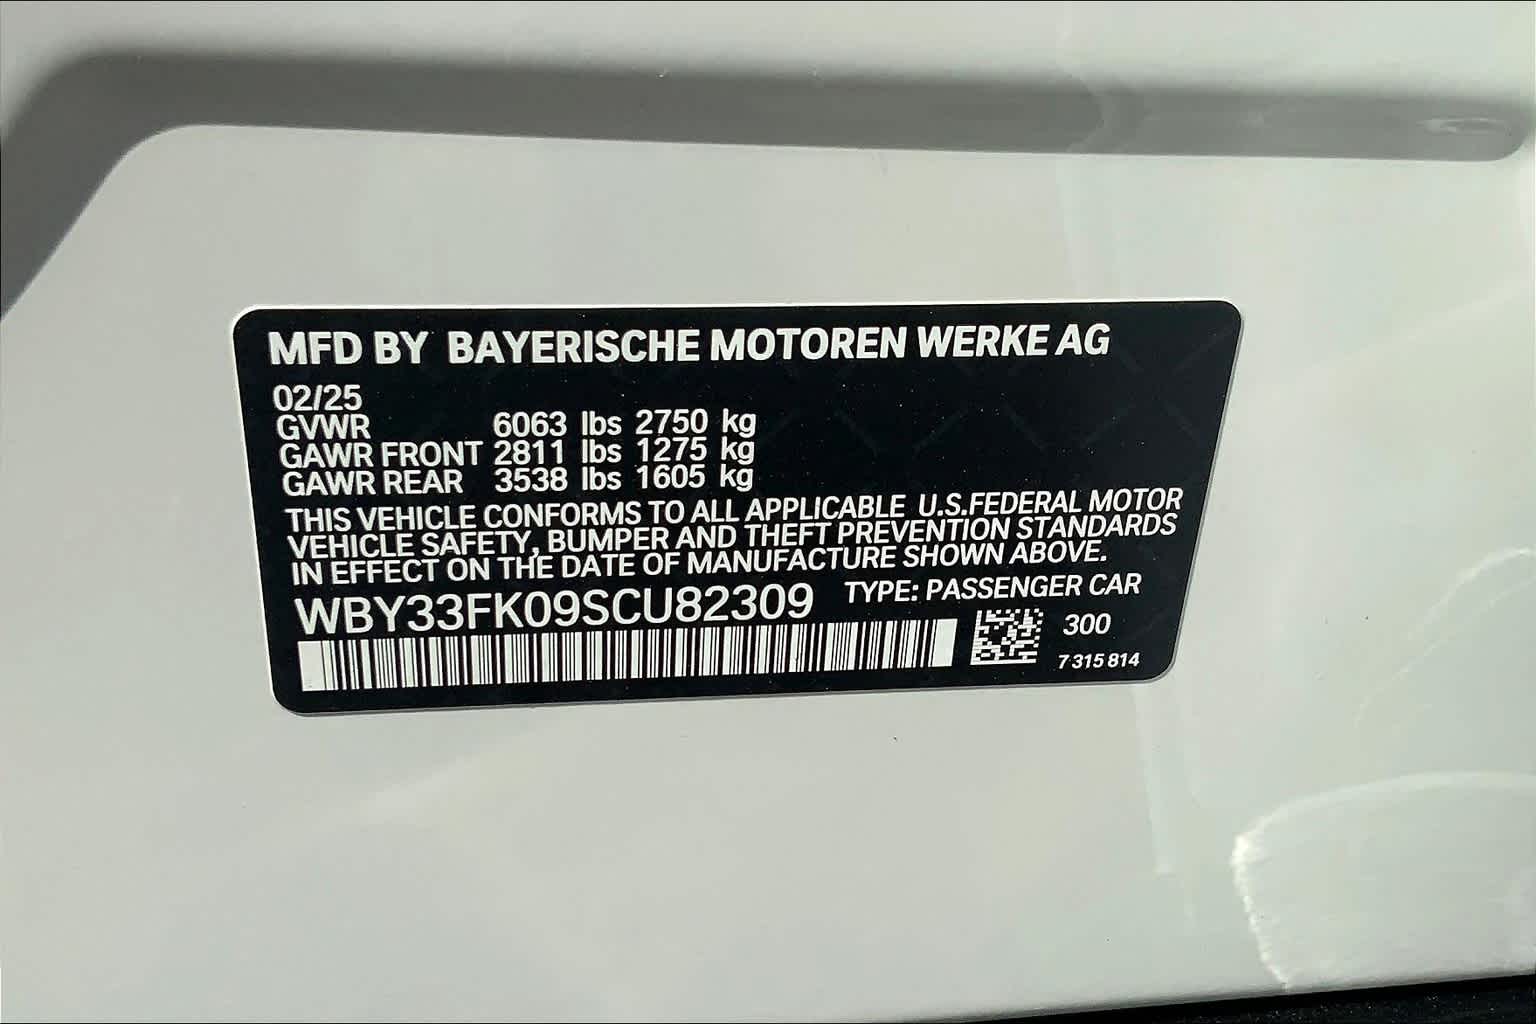 MFD BY BAYERISCHE MOTOREN WERKE AG
02/25
GVWR 6063 lbs 2750 kg
GAWR FRONT 2811 lbs 1275 kg
GAWR REAR 3538 lbs 1605 kg
THIS VEHICLE CONFORMS TO ALL APPLICABLE U.S.FEDERAL MOTOR
VEHICLE SAFETY, BUMPER AND THEFT PREVENTION STANDARDS
IN EFFECT ON THE DATE OF MANUFACTURE SHOWN ABOVE.
WBY33FK09SCU82309 TYPE: PASSENGER CAR
300
7 315 814